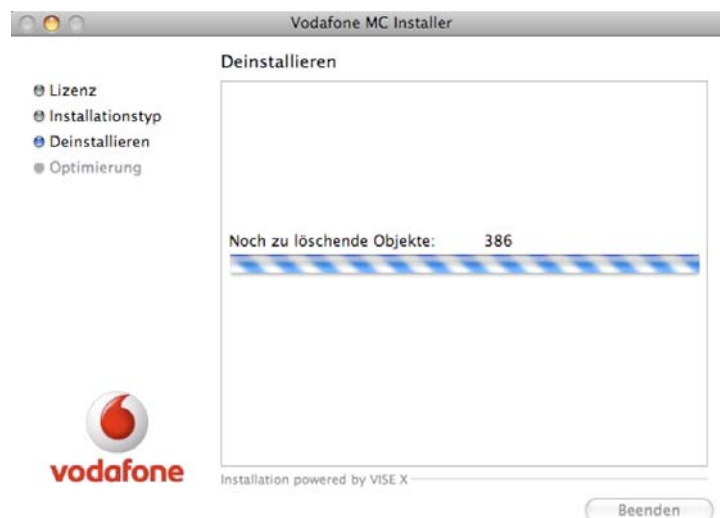 Vodafone MC Installer
Deinstallieren
Lizenz
Installationstyp
Deinstallieren
Optimierung
Noch zu löschende Objekte: 386
vodafone
Installation powered by VISE X
Beenden